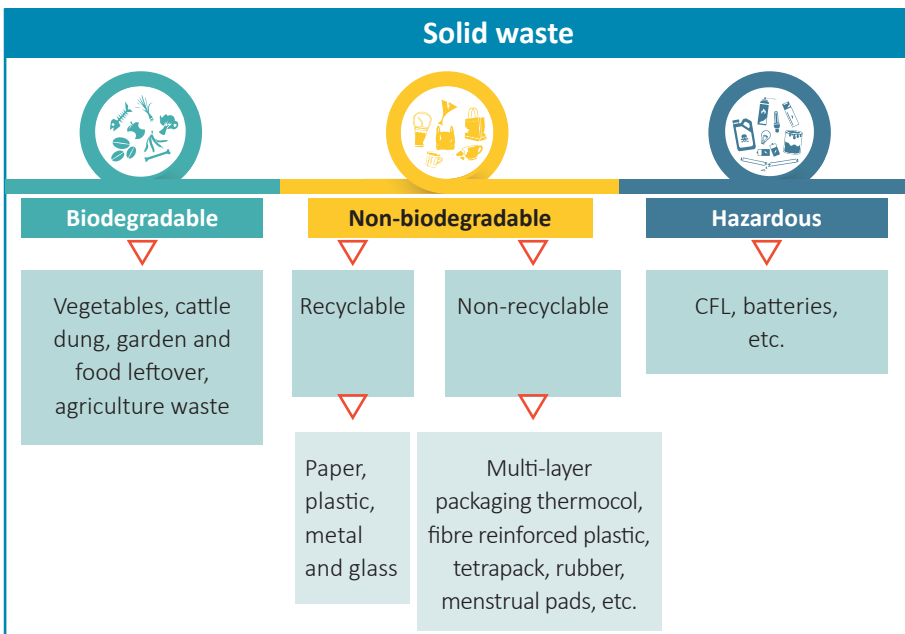 Solid waste
Biodegradable
Vegetables, cattle
dung, garden and
food leftover,
agriculture waste
Non-biodegradable
Recyclable
Paper,
plastic,
metal
and glass
Non-recyclable
Multi-layer
packaging thermocol,
fibre reinforced plastic,
tetrapack, rubber,
menstrual pads, etc.
Hazardous
CFL, batteries,
etc.